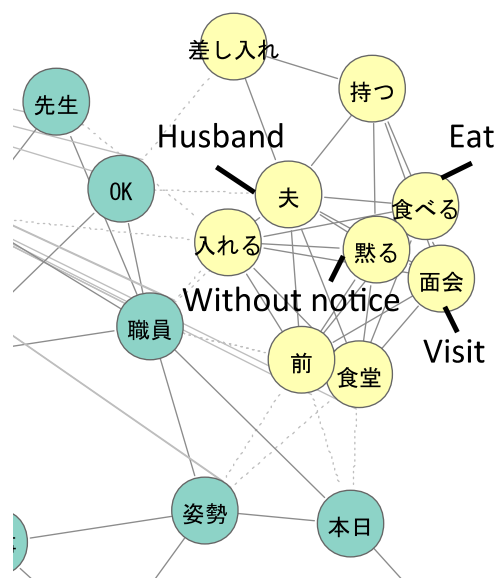 差し入れ
先生
持つ
Husband
Eat
OK
夫
食べる
入れる
黙る
面会
Without notice
職員
Visit
前
食堂
姿勢
本日